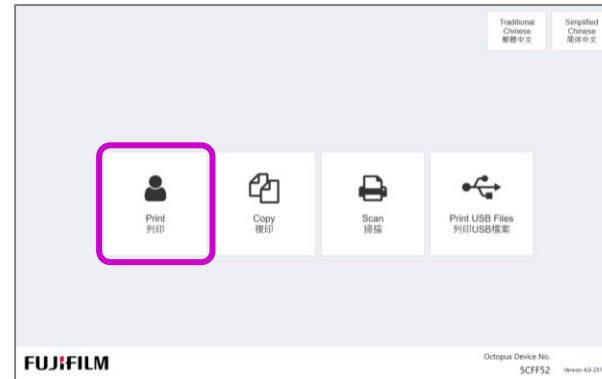 Traditional
Chinese
繁體中文
Simplified
Chinese
简体中文
Print
列印
Copy
複印
Scan
掃描
Print USB Files
列印USB檔案
FUJIFILM
Octopus Device No.
5CFF52